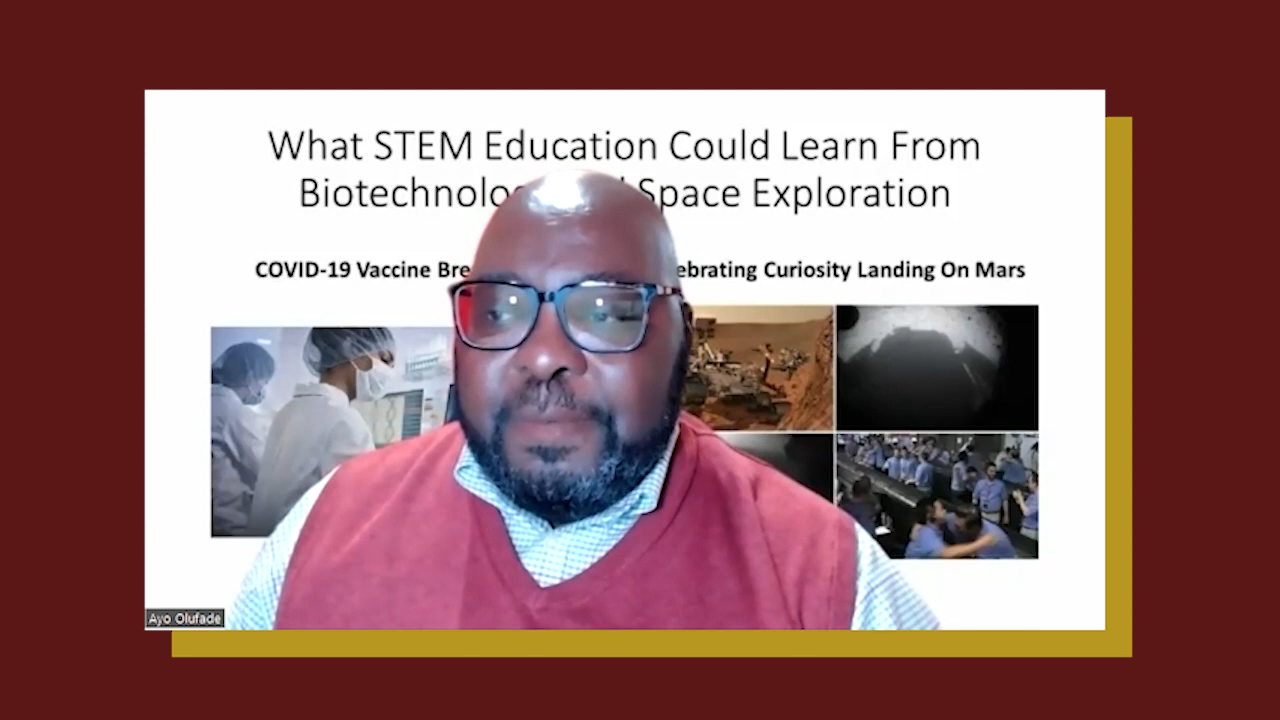 What STEM Education Could Learn From
Biotechnolo Space Exploration
COVID-19 Vaccine Bre ebrating Curiosity Landing On Mars
Ayo Olufade